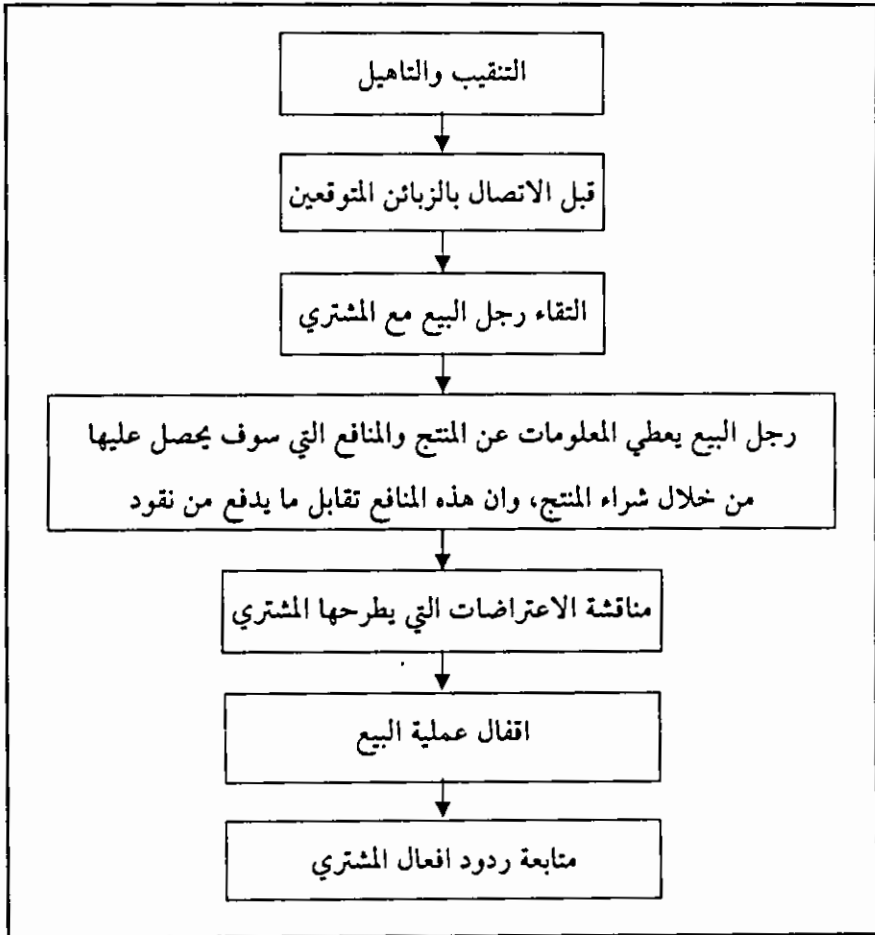 التنقيب والتاهيل
قبل الاتصال بالزبائن المتوقعين
التقاء رجل البيع مع المشتري
رجل البيع يعطي المعلومات عن المنتج والمنافع التي سوف يحصل عليها
من خلال شراء المنتج، وان هذه المنافع تقابل ما يدفع من نقود
مناقشة الاعتراضات التي يطرحها المشتري
اقفال عملية البيع
متابعة ردود افعال المشتري